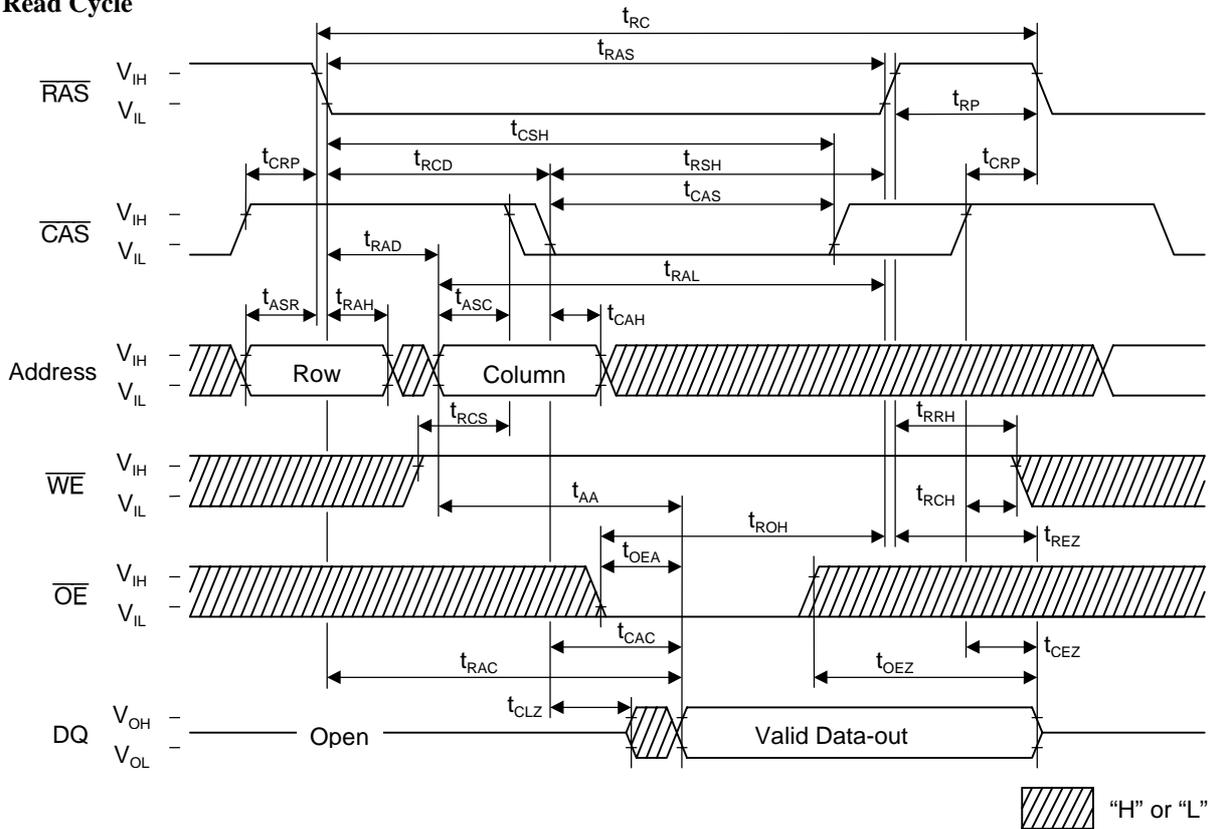 Read Cycle
tRC
tRAS
RAS
VIH
VIL
tRP
tCSH
tCRP
tRCD
tRSH
tCRP
tCAS
CAS
VIH
VIL
tRAD
tRAL
tASR
tRAH
tASC
tCAH
Address
VIH
VIL
Row
Column
tRCS
tRRH
WE
VIH
VIL
tAA
tRCH
tROH
tREZ
tOEA
OE
VIH
VIL
tCAC
tCEZ
tRAC
tOEZ
tCLZ
DQ
VOH
VOL
Open
Valid Data-out
“H” or “L”